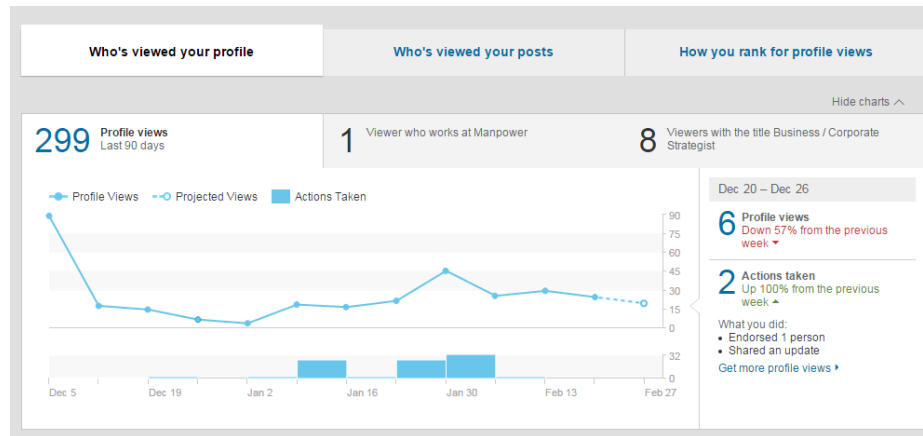 Who's viewed your profile
Who's viewed your posts
How you rank for profile views
Hide charts
299
Profile views
Last 90 days
1
Viewer who works at Manpower
8
Viewers with the title Business / Corporate
Strategist
Profile Views
Projected Views
Actions Taken
90
75
60
45
30
15
0
32
0
Dec 5
Dec 19
Jan 2
Jan 16
Jan 30
Feb 13
Feb 27
Dec 20 – Dec 26
6
Profile views
Down 57% from the previous
week
2
Actions taken
Up 100% from the previous
week
What you did:
• Endorsed 1 person
• Shared an update
Get more profile views